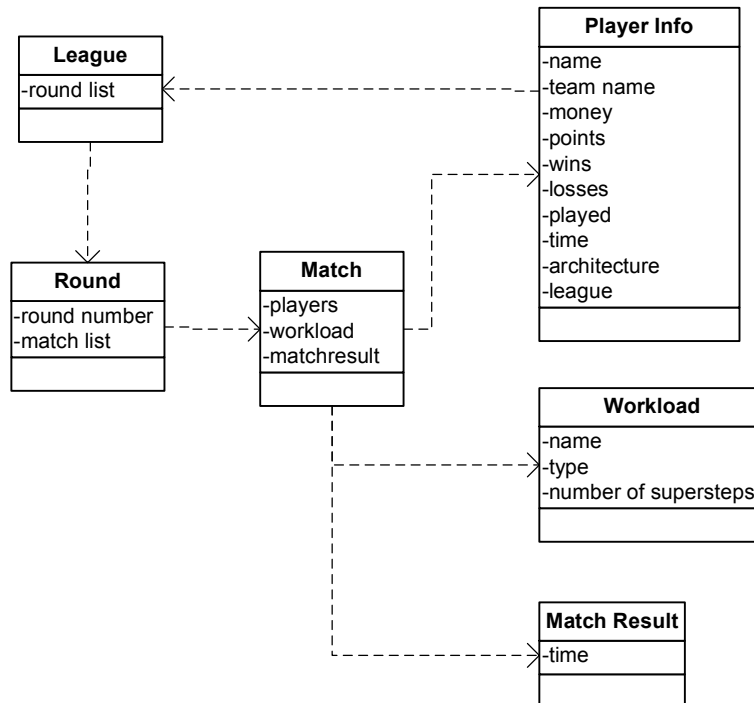 League
-round list
Player Info
-name
-team name
-money
-points
-wins
-losses
-played
-time
-architecture
-league
Round
-round number
-match list
Match
-players
-workload
-matchresult
Workload
-name
-type
-number of supersteps
Match Result
-time